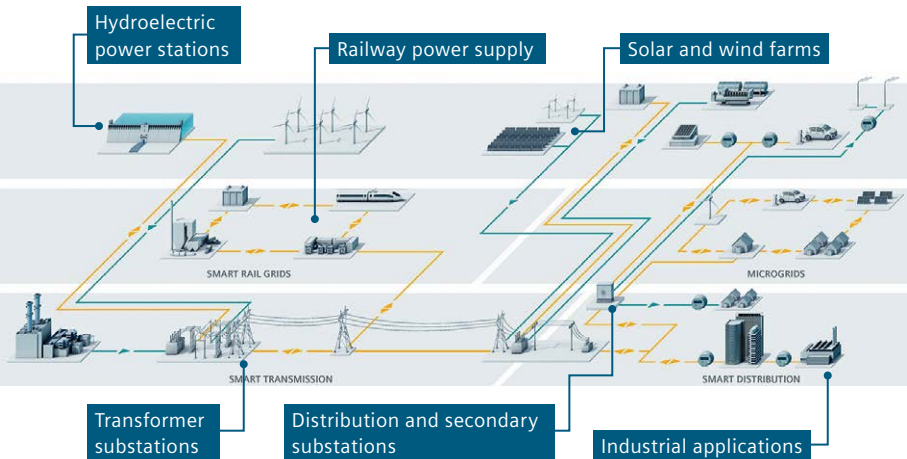 Hydroelectric
power stations
Railway power supply
Solar and wind farms
SMART RAIL GRIDS
MICROGRIDS
SMART TRANSMISSION
SMART DISTRIBUTION
Transformer
substations
Distribution and secondary
substations
Industrial applications